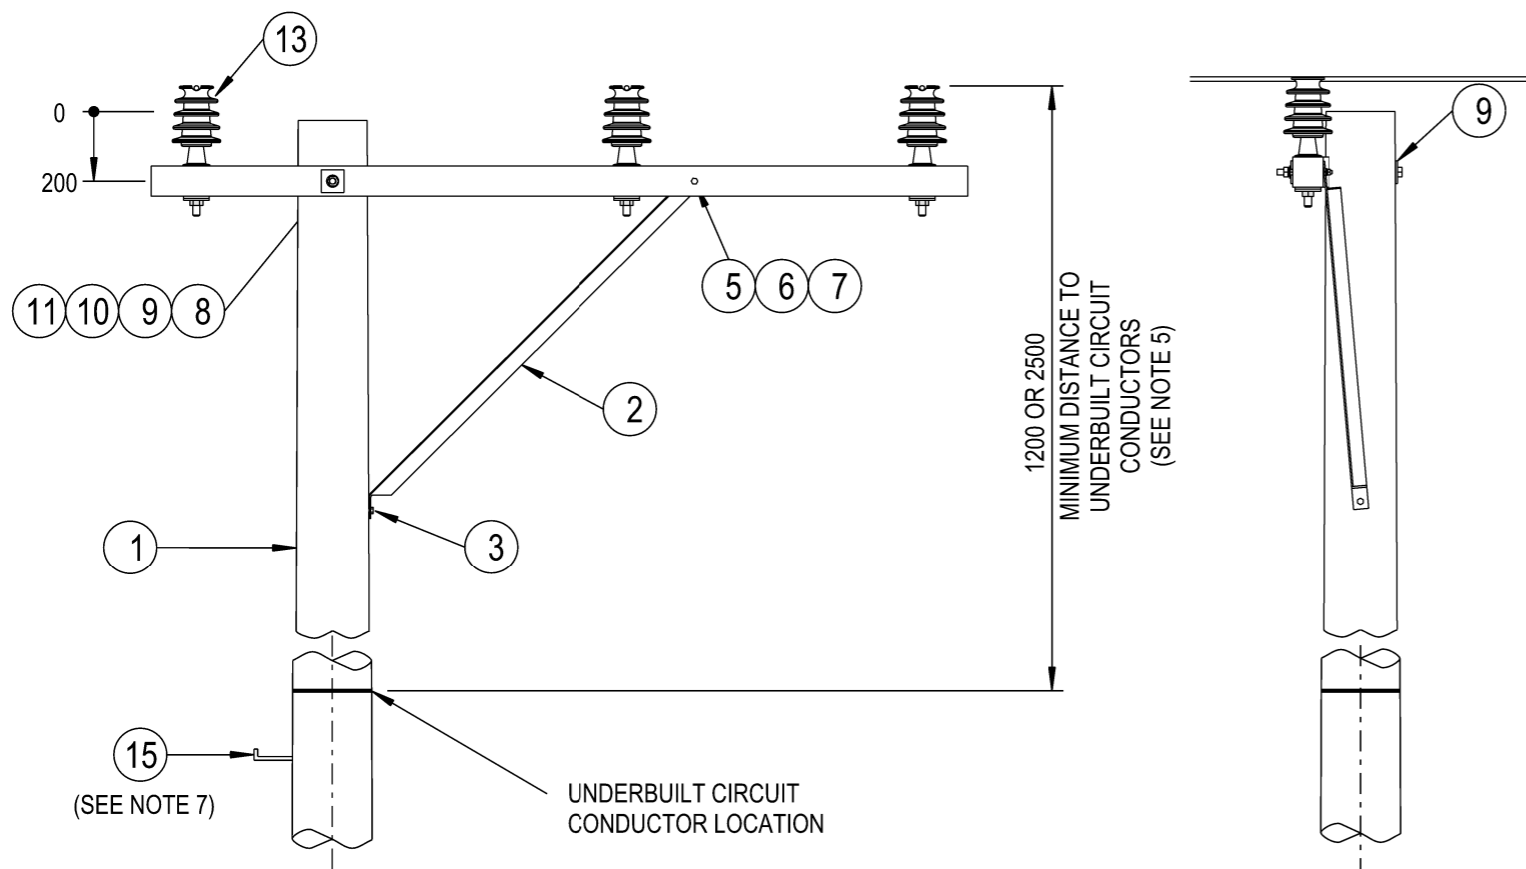 13
0
200
9
11 10 9 8
5 6 7
1200 OR 2500
MINIMUM DISTANCE TO
UNDERBUILT CIRCUIT
CONDUCTORS
(SEE NOTE 5)
2
1
3
15
(SEE NOTE 7)
UNDERBUILT CIRCUIT
CONDUCTOR LOCATION